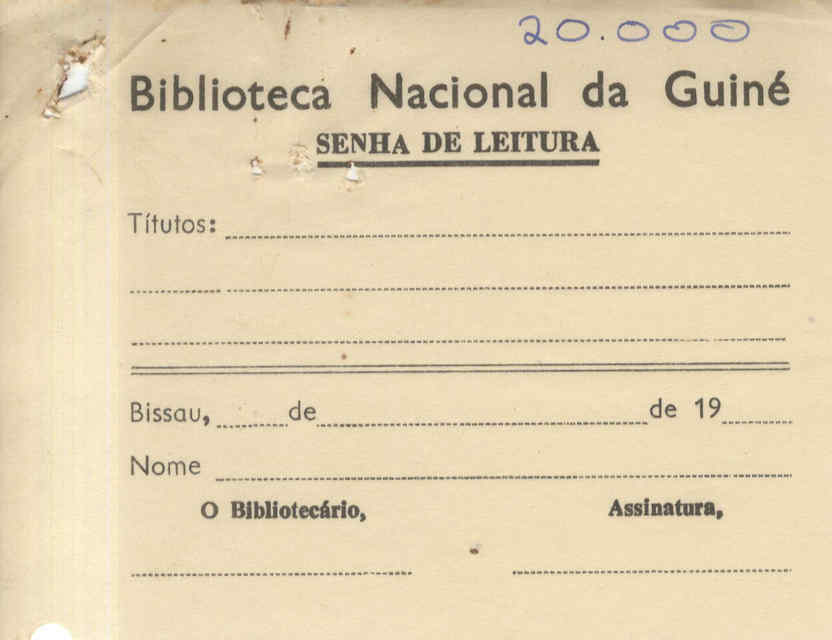 20.000
Biblioteca Nacional da Guiné
SENHA DE LEITURA
Títutos:
Bissau, de de 19
Nome
O Bibliotecário, Assinatura,